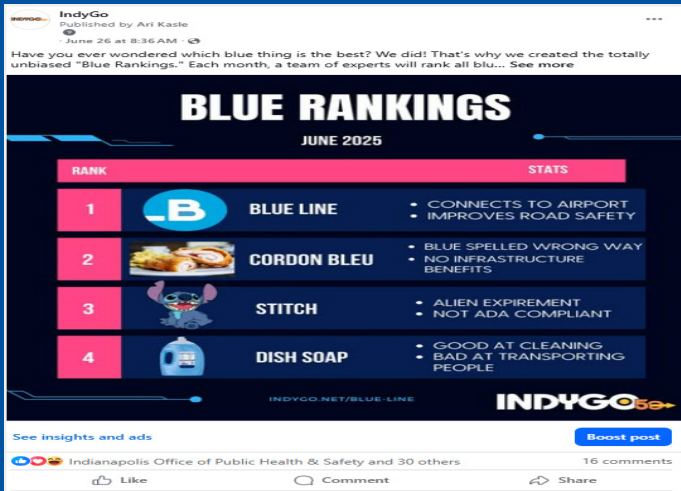 IndyGo
Published by Ari Kasle
· June 26 at 8:36 AM ·
Have you ever wondered which blue thing is the best? We did! That's why we created the totally
unbiased "Blue Rankings." Each month, a team of experts will rank all blu... See more
BLUE RANKINGS
JUNE 2025
RANK STATS
1 B BLUE LINE • CONNECTS TO AIRPORT
• IMPROVES ROAD SAFETY
2 CORDON BLEU • BLUE SPELLED WRONG WAY
• NO INFRASTRUCTURE
BENEFITS
3 STITCH • ALIEN EXPIREMENT
• NOT ADA COMPLIANT
4 DISH SOAP • GOOD AT CLEANING
• BAD AT TRANSPORTING
PEOPLE
INDYGO.NET/BLUE-LINE INDYGO 50
See insights and ads Boost post
Indianapolis Office of Public Health & Safety and 30 others 16 comments
Like Comment Share